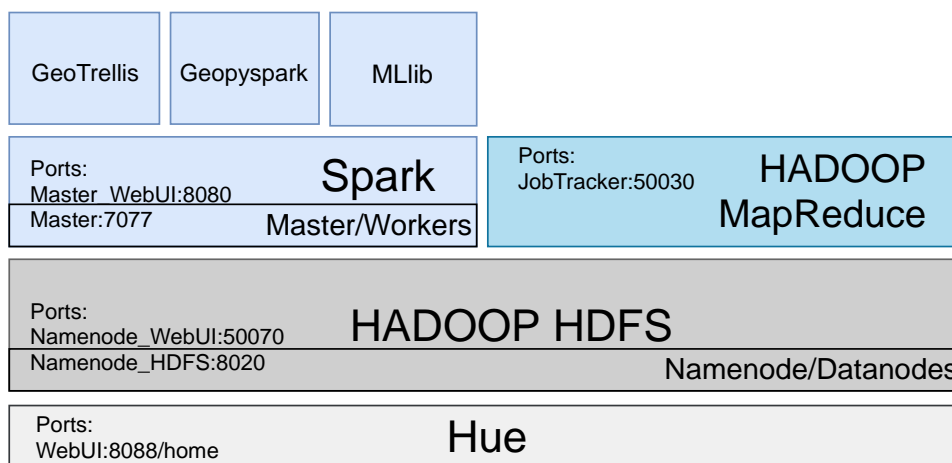 GeoTrellis
Geopyspark
MLlib
Ports:
Master_WebUI:8080
Master:7077
Spark
Master/Workers
Ports:
JobTracker:50030
HADOOP
MapReduce
Ports:
Namenode_WebUI:50070
Namenode_HDFS:8020
HADOOP HDFS
Namenode/Datanodes
Ports:
WebUI:8088/home
Hue